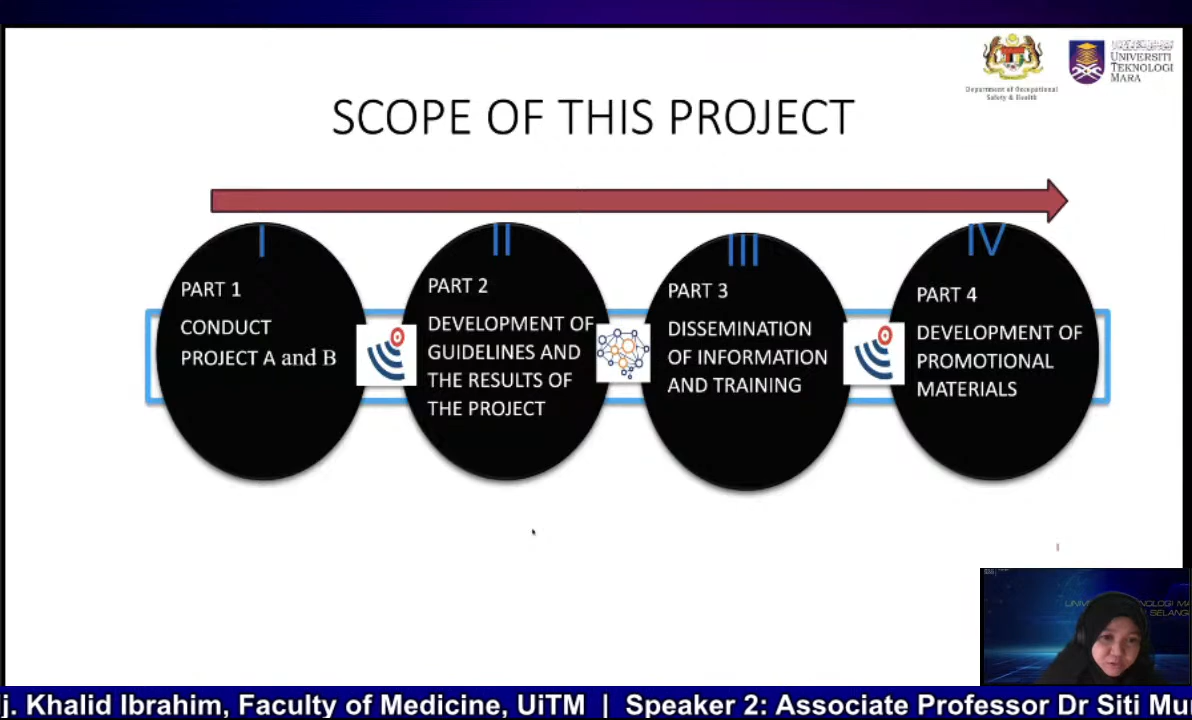 Department of Occupational
Safety & Health
UNIVERSITI
TEKNOLOGI
MARA
SCOPE OF THIS PROJECT
I
PART 1
CONDUCT
PROJECT A and B
II
PART 2
DEVELOPMENT OF
GUIDELINES AND
THE RESULTS OF
THE PROJECT
III
PART 3
DISSEMINATION
OF INFORMATION
AND TRAINING
IV
PART 4
DEVELOPMENT OF
PROMOTIONAL
MATERIALS
j. Khalid Ibrahim, Faculty of Medicine, UiTM | Speaker 2: Associate Professor Dr Siti Mu